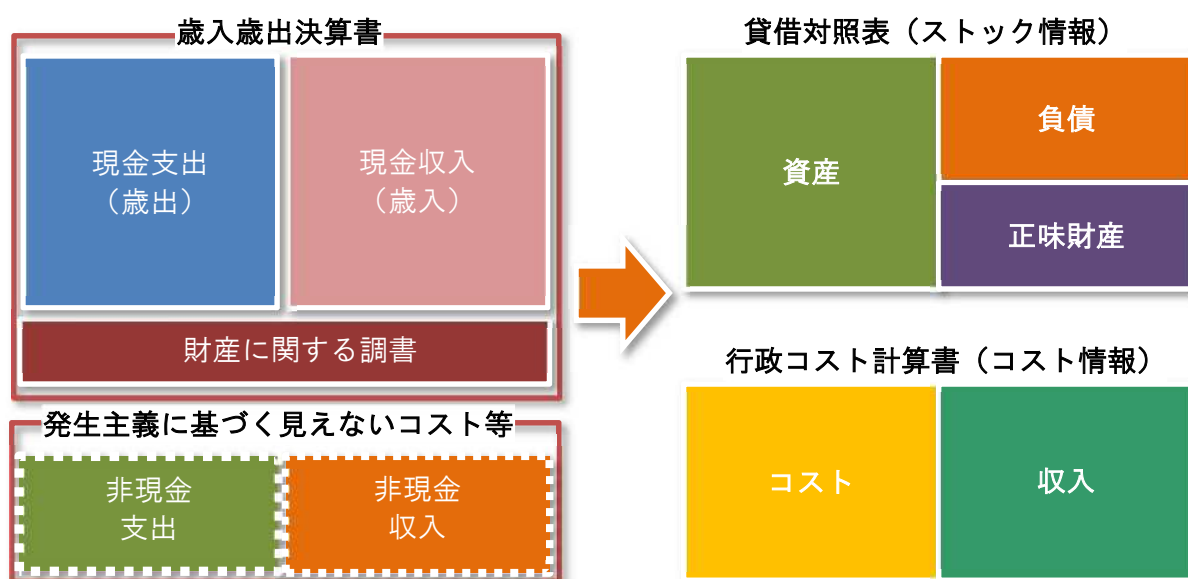 歳入歳出決算書
現金支出
（歳出）
現金収入
（歳入）
財産に関する調書
発生主義に基づく見えないコスト等
非現金
支出
非現金
収入
貸借対照表（ストック情報）
資産
負債
正味財産
行政コスト計算書（コスト情報）
コスト
収入